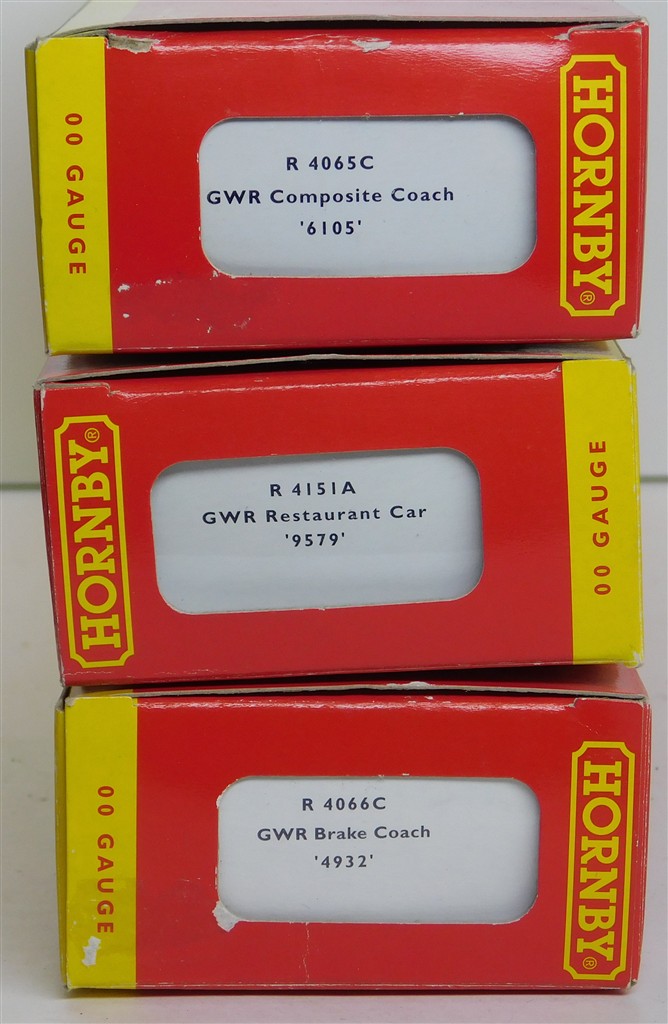 00 GAUGE
R 4065C
GWR Composite Coach
'6105'
HORNBY®
HORNBY®
R 4151A
GWR Restaurant Car
'9579'
00 GAUGE
00 GAUGE
R 4066C
GWR Brake Coach
'4932'
HORNBY®